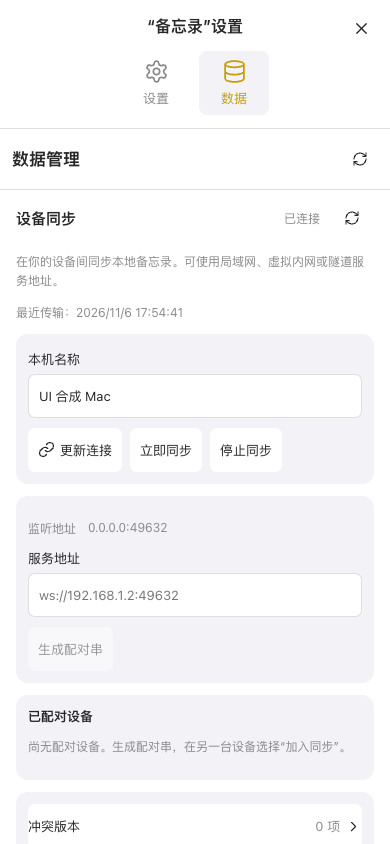 “备忘录”设置
设置
数据
数据管理
设备同步
已连接
在你的设备间同步本地备忘录。可使用局域网、虚拟内网或隧道服
务地址。
最近传输：2026/11/6 17:54:41
本机名称
UI 合成 Mac
更新连接
立即同步
停止同步
监听地址 0.0.0.0:49632
服务地址
ws://192.168.1.2:49632
生成配对串
已配对设备
尚无配对设备。生成配对串，在另一台设备选择“加入同步”。
冲突版本
0 项